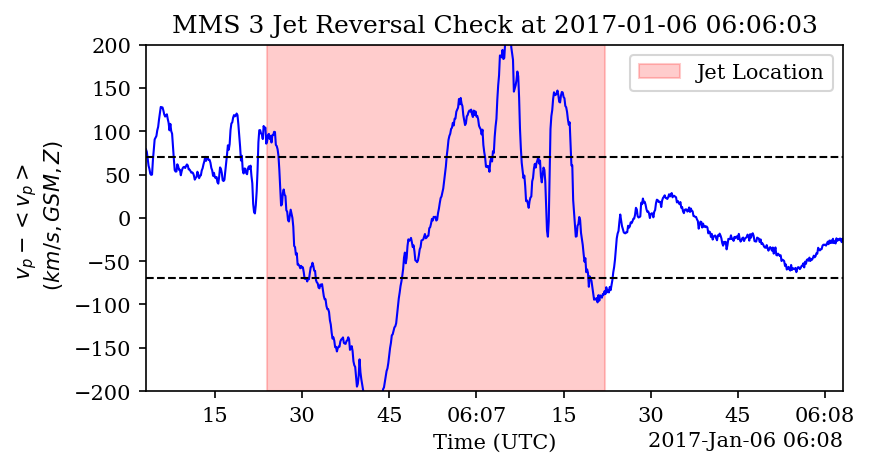 MMS 3 Jet Reversal Check at 2017-01-06 06:06:03
v_p − < v_p >
(km/s, GSM, Z)
200
150
100
50
0
−50
−100
−150
−200
Jet Location
15 30 45 06:07 15 30 45 06:08
Time (UTC)
2017-Jan-06 06:08